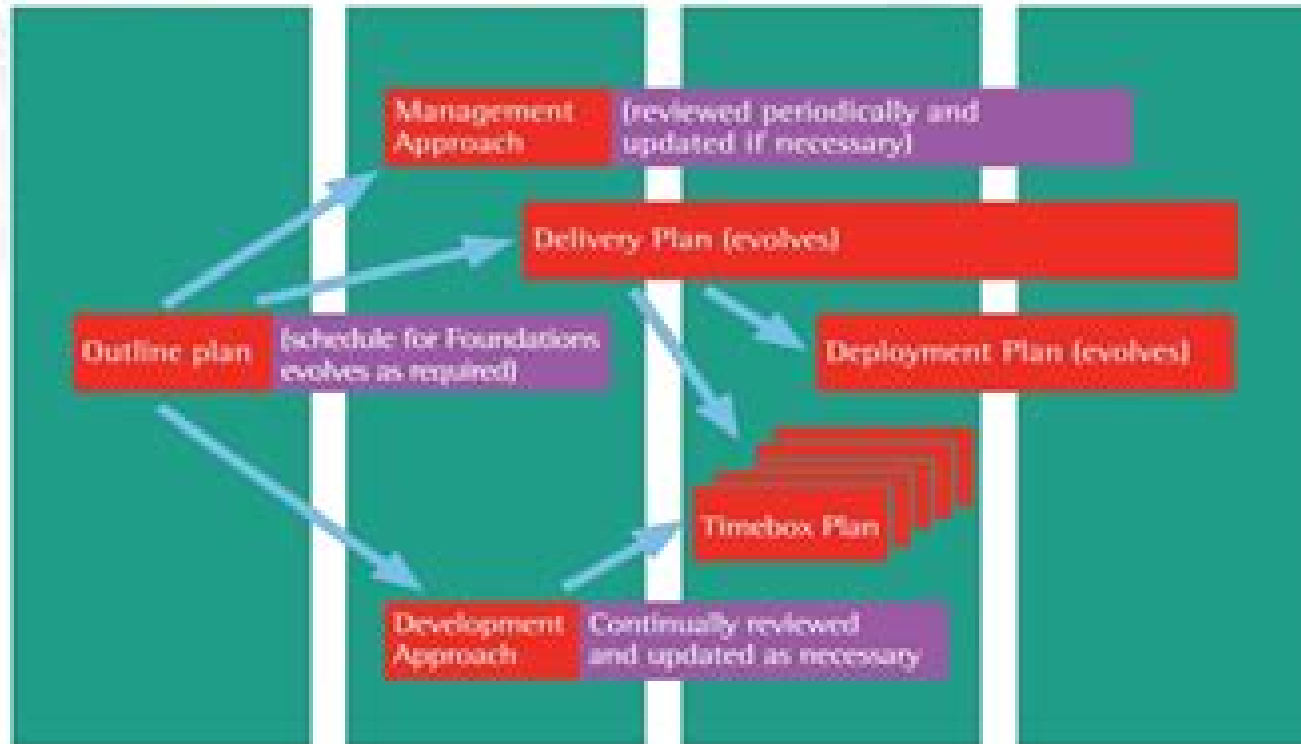 Management
Approach
(reviewed periodically and
updated if necessary)
Delivery Plan (evolves)
Outline plan
(schedule for Foundations
evolves as required)
Deployment Plan (evolves)
Timebox Plan
Development
Approach
Continually reviewed
and updated as necessary